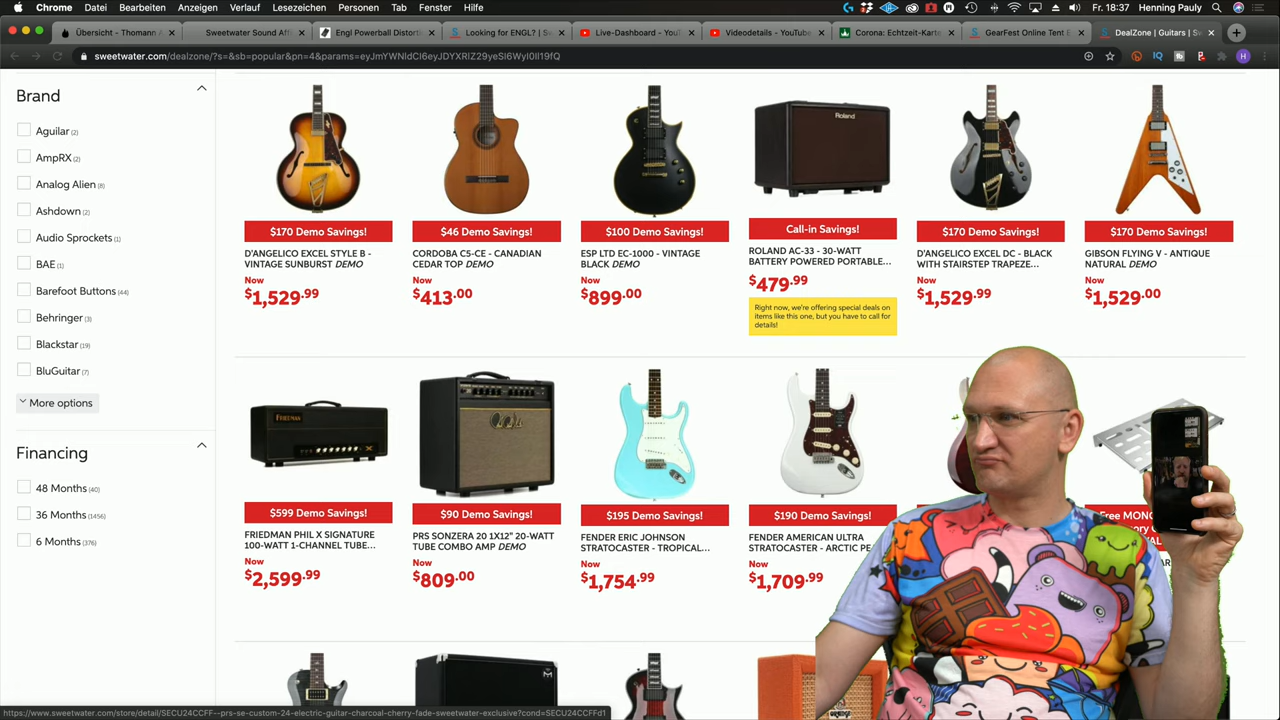 Chrome Ablage Bearbeiten Darstellung Verlauf Lesezeichen Personen Tab Fenster Hilfe
18:37 Henning Pauly
Übersicht - Thomann A
Sweetwater Sound Affi
Engl Powerball Distorti
Looking for ENGL? | Sw
Live-Dashboard - YouT
Videodetails - YouTube
Corona: Echtzeit-Karte
GearFest Online Tent E
DealZone | Guitars | Sw
sweetwater.com/dealzone/?s=&sb=popular&pn=4&params=eyJmYWNldCI6eyJDYXRlZ29yeSI6WyI0Il19fQ
Brand
Aguilar (2)
AmpRX (2)
Analog Alien (8)
Ashdown (2)
Audio Sprockets (1)
BAE (1)
Barefoot Buttons (44)
Behringer (3)
Blackstar (19)
BluGuitar (7)
More options
Financing
48 Months (40)
36 Months (1456)
6 Months (376)
$170 Demo Savings!
D'ANGELICO EXCEL STYLE B -
VINTAGE SUNBURST DEMO
Now
$1,529.99
$46 Demo Savings!
CORDOBA C5-CE - CANADIAN
CEDAR TOP DEMO
Now
$413.00
$100 Demo Savings!
ESP LTD EC-1000 - VINTAGE
BLACK DEMO
Now
$899.00
Roland
Call-in Savings!
ROLAND AC-33 - 30-WATT
BATTERY POWERED PORTABLE...
$479.99
Right now, we're offering special deals on
items like this one, but you have to call for
details!
$170 Demo Savings!
D'ANGELICO EXCEL DC - BLACK
WITH STAIRSTEP TRAPEZE...
Now
$1,529.99
$170 Demo Savings!
GIBSON FLYING V - ANTIQUE
NATURAL DEMO
Now
$1,529.00
FRIEDMAN
$599 Demo Savings!
FRIEDMAN PHIL X SIGNATURE
100-WATT 1-CHANNEL TUBE...
Now
$2,599.99
$90 Demo Savings!
PRS SONZERA 20 1X12" 20-WATT
TUBE COMBO AMP DEMO
Now
$809.00
$195 Demo Savings!
FENDER ERIC JOHNSON
STRATOCASTER - TROPICAL...
Now
$1,754.99
$190 Demo Savings!
FENDER AMERICAN ULTRA
STRATOCASTER - ARCTIC PE
Now
$1,709.99
Free MONO
https://www.sweetwater.com/store/detail/SECU24CCFF--prs-se-custom-24-electric-guitar-charcoal-cherry-fade-sweetwater-exclusive?cond=SECU24CCFFd1